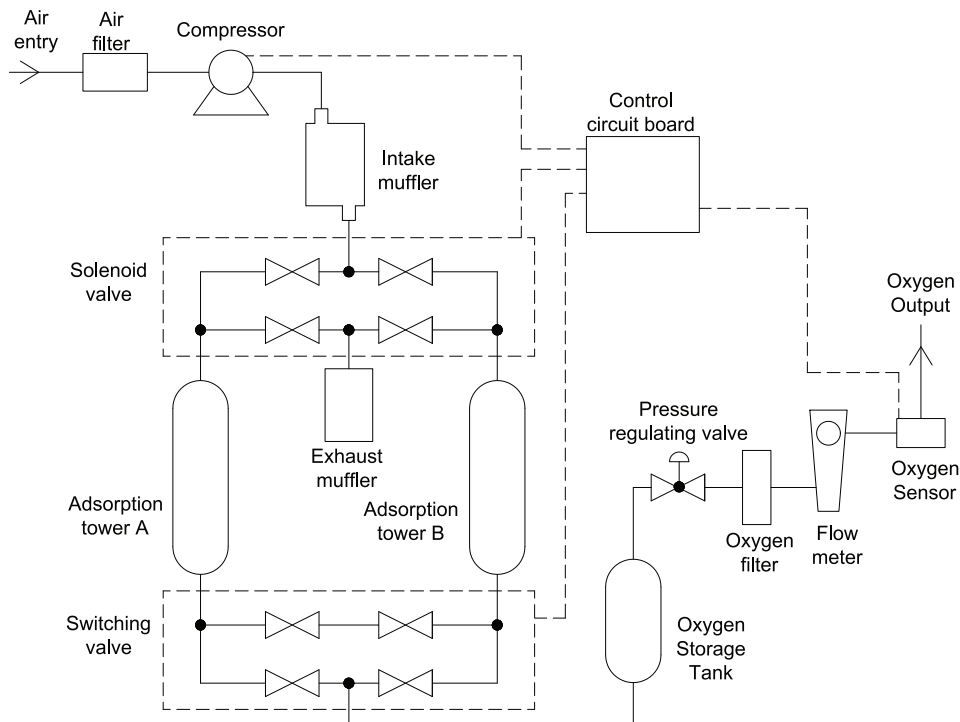 Air
entry
Air
filter
Compressor
Control
circuit board
Intake
muffler
Solenoid
valve
Oxygen
Output
Pressure
regulating valve
Exhaust
muffler
Adsorption
tower A
Adsorption
tower B
Oxygen
Sensor
Flow
meter
Oxygen
filter
Switching
valve
Oxygen
Storage
Tank